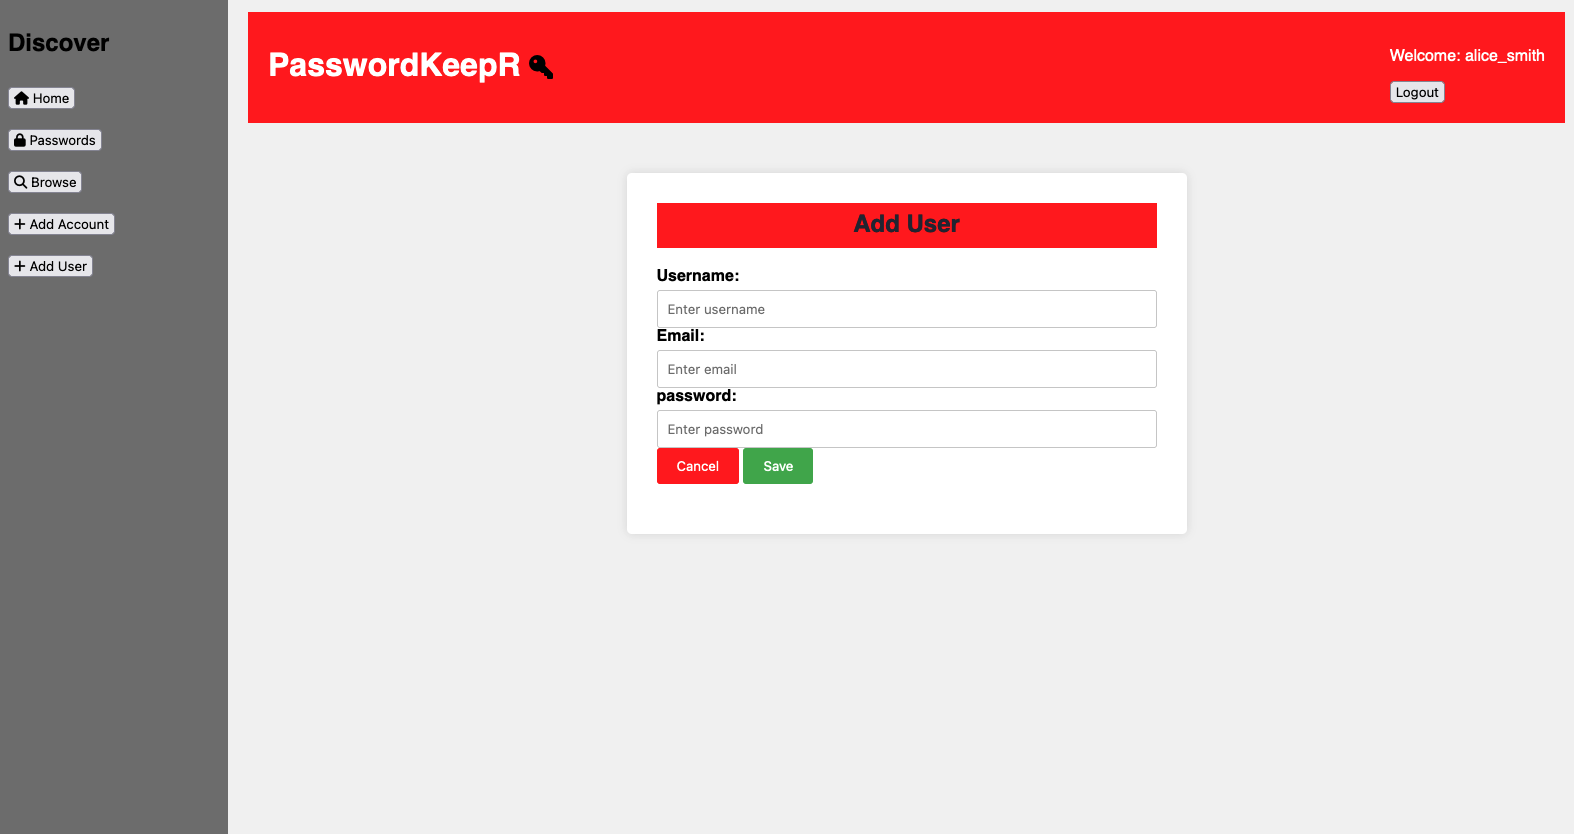 Discover
Home
Passwords
Browse
Add Account
Add User
PasswordKeepR
Welcome: alice_smith
Logout
Add User
Username:
Enter username
Email:
Enter email
password:
Enter password
Cancel Save